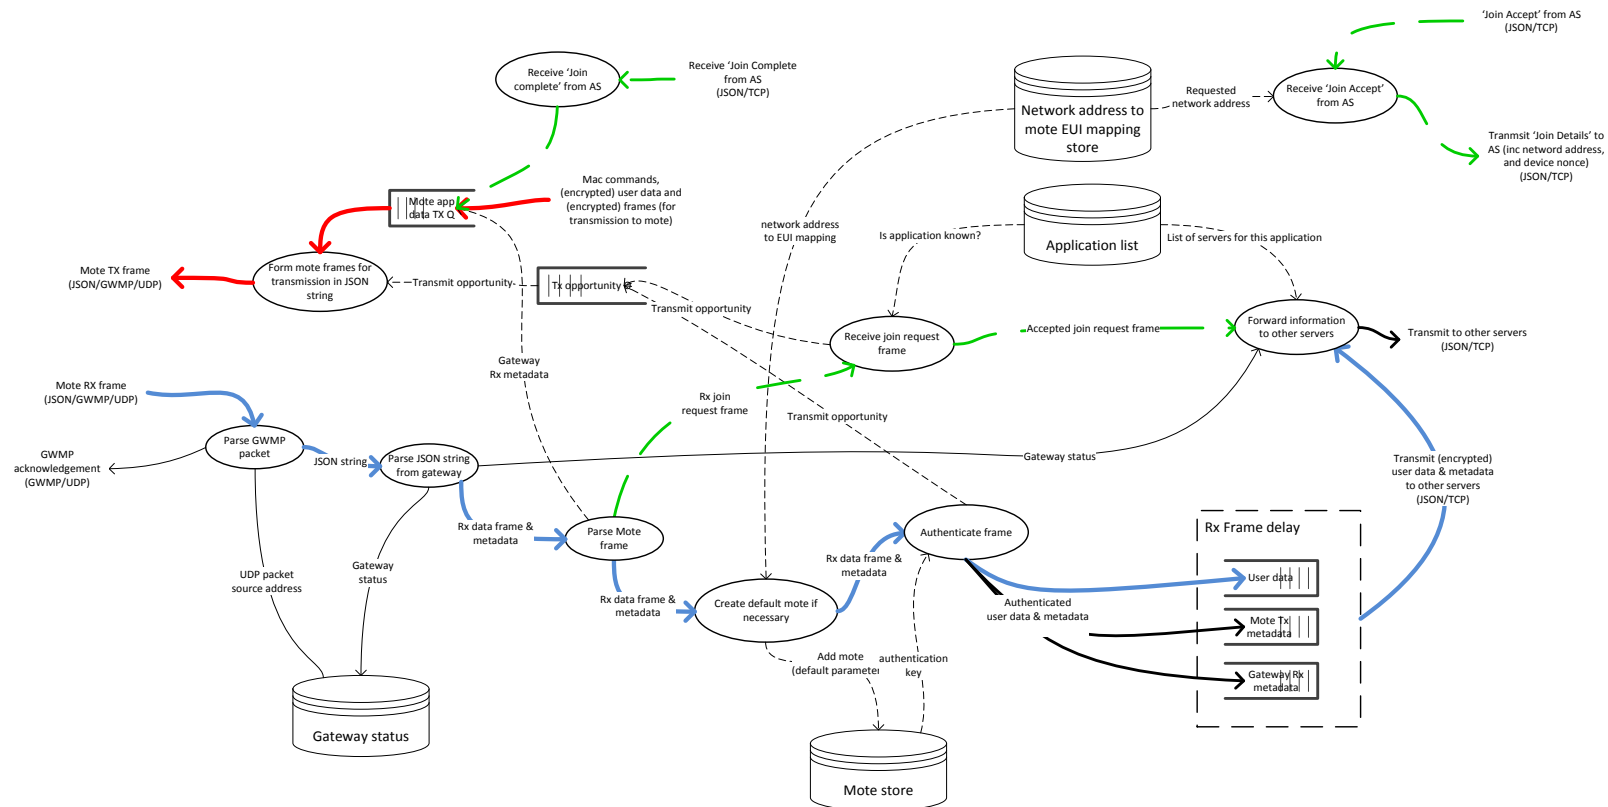 'Join Accept' from AS
(JSON/TCP)
Receive 'Join
complete' from AS
Receive 'Join Complete
from AS
(JSON/TCP)
Network address to
mote EUI mapping
store
Requested
network address
Receive 'Join Accept'
from AS
Tranmsit 'Join Details' to
AS (inc netword address,
and device nonce)
(JSON/TCP)
Mac commands,
(encrypted) user data and
(encrypted) frames (for
transmission to mote)
Mote app
data TX Q
network address
to EUI mapping
Is application known?
Application list
List of servers for this application
Mote TX frame
(JSON/GWMP/UDP)
Form mote frames for
transmission in JSON
string
Transmit opportunity
Tx opportunity Q
Transmit opportunity
Receive join request
frame
Accepted join request frame
Forward information
to other servers
Transmit to other servers
(JSON/TCP)
Gateway
Rx metadata
Mote RX frame
(JSON/GWMP/UDP)
Rx join
request frame
Transmit opportunity
Parse GWMP
packet
GWMP
acknowledgement
(GWMP/UDP)
JSON string
Parse JSON string
from gateway
Gateway status
Transmit (encrypted)
user data & metadata
to other servers
(JSON/TCP)
Rx data frame &
metadata
Parse Mote
frame
Authenticate frame
Rx Frame delay
UDP packet
source address
Gateway
status
Rx data frame &
metadata
Rx data frame &
metadata
Create default mote if
necessary
Authenticated
user data & metadata
User data
Mote Tx
metadata
Gateway Rx
metadata
Add mote
(default parameter
authentication
key
Gateway status
Mote store